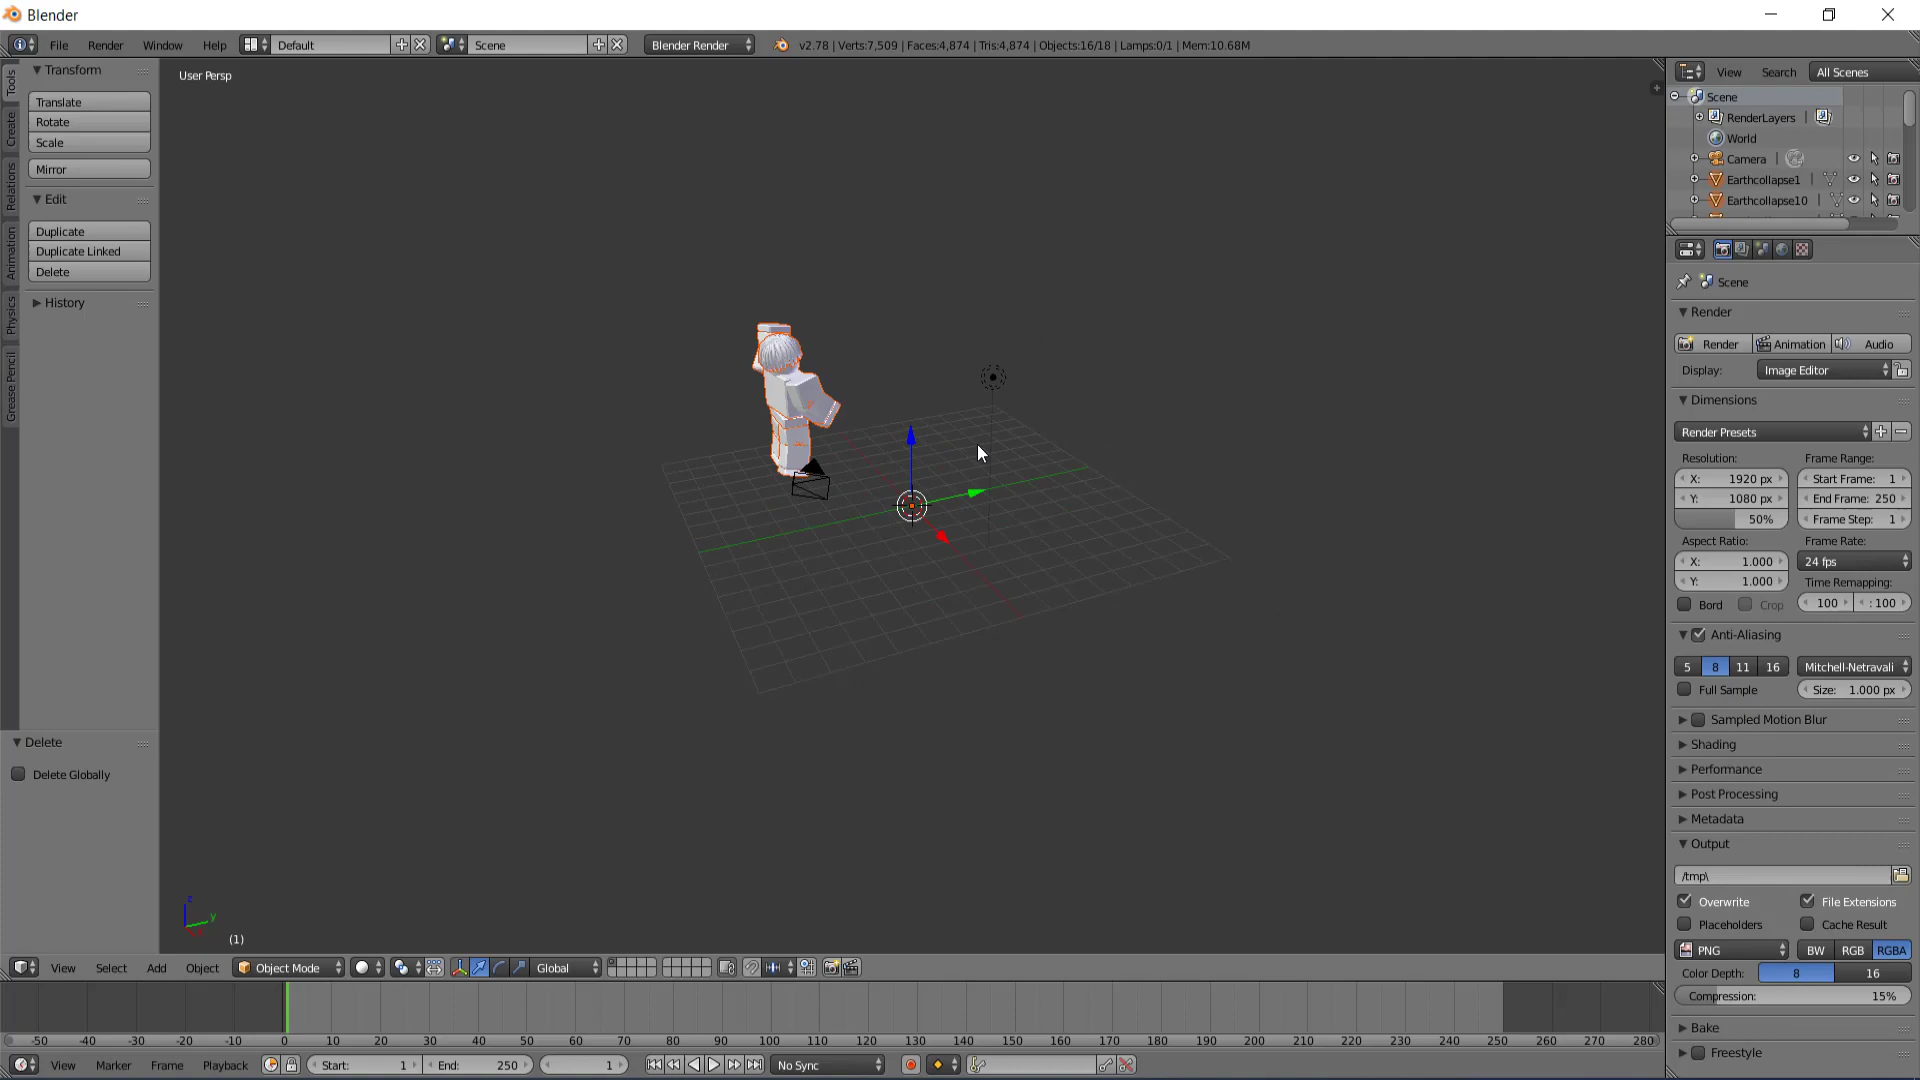 Blender
File Render Window Help Default Scene Blender Render v2.78 | Verts:7,509 | Faces:4,874 | Tris:4,874 | Objects:16/18 | Lamps:0/1 | Mem:10.68M
Tools
Create
Relations
Animation
Physics
Grease Pencil
Transform
Translate
Rotate
Scale
Mirror
Edit
Duplicate
Duplicate Linked
Delete
History
Delete
Delete Globally
User Persp
z
y
(1)
View Search All Scenes
Scene
RenderLayers |
World
Camera |
Earthcollapse1 |
Earthcollapse10 |
Scene
Render
Render Animation Audio
Display: Image Editor
Dimensions
Render Presets
Resolution: Frame Range:
X: 1920 px Start Frame: 1
Y: 1080 px End Frame: 250
50% Frame Step: 1
Aspect Ratio: Frame Rate:
X: 1.000 24 fps
Y: 1.000 Time Remapping:
Bord Crop 100 : 100
Anti-Aliasing
5 8 11 16 Mitchell-Netravali
Full Sample Size: 1.000 px
Sampled Motion Blur
Shading
Performance
Post Processing
Metadata
Output
/tmp\
Overwrite File Extensions
Placeholders Cache Result
PNG BW RGB RGBA
Color Depth: 8 16
Compression: 15%
Bake
Freestyle
View Select Add Object Object Mode Global
-50 -40 -30 -20 -10 0 10 20 30 40 50 60 70 80 90 100 110 120 130 140 150 160 170 180 190 200 210 220 230 240 250 260 270 280
View Marker Frame Playback Start: 1 End: 250 1 No Sync